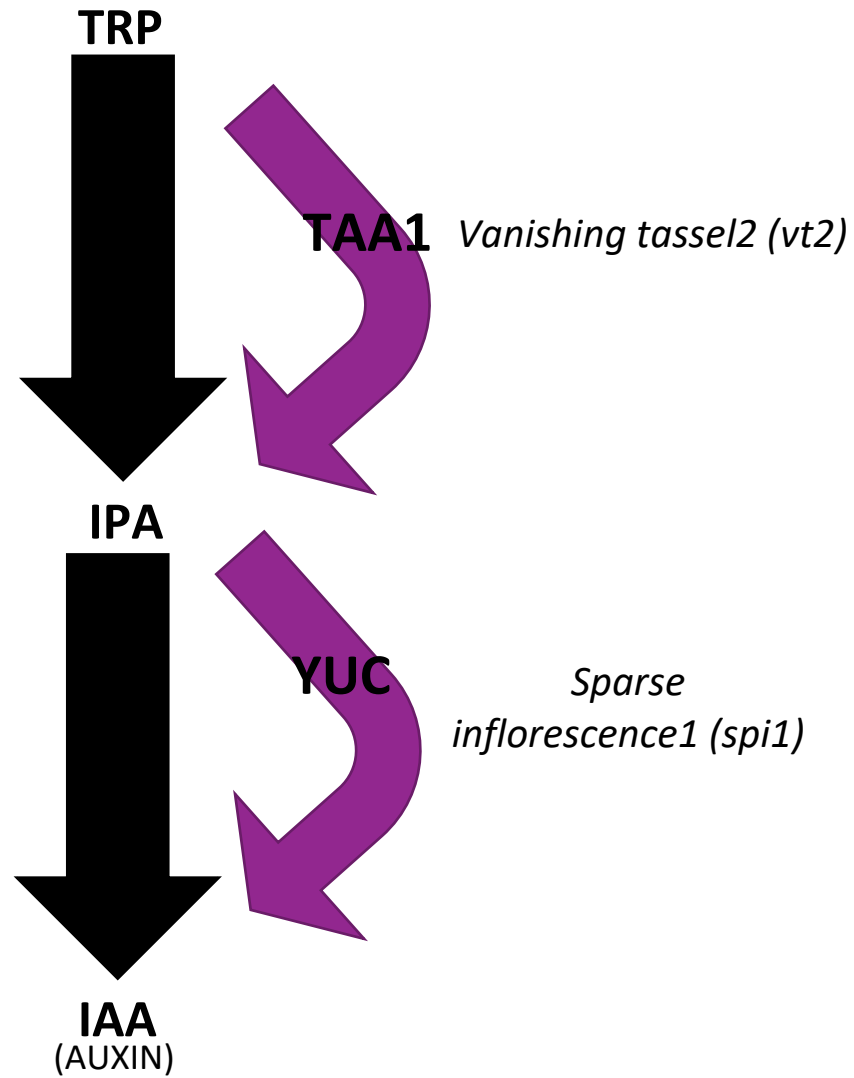 TRP
TAA1 Vanishing tassel2 (vt2)
IPA
YUC
Sparse
inflorescence1 (spi1)
IAA
(AUXIN)